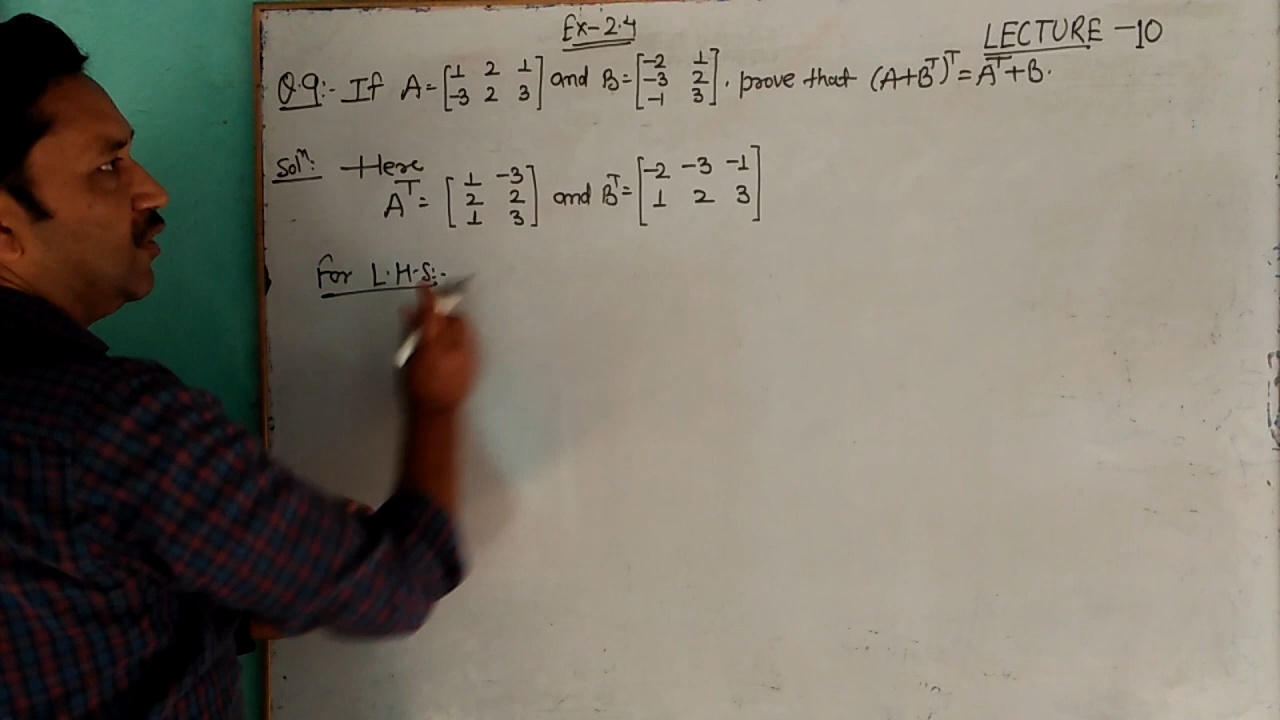 Ex-2.4
LECTURE -10
Q.9:- If A = [1 2 1; -3 2 3] and B = [-2 1; -3 2; -1 3]. prove that (A+B^T)^T = A^T + B.
Sol^n: Here
A^T = [1 -3; 2 2; 1 3] and B^T = [-2 -3 -1; 1 2 3]
For L.H.S:-